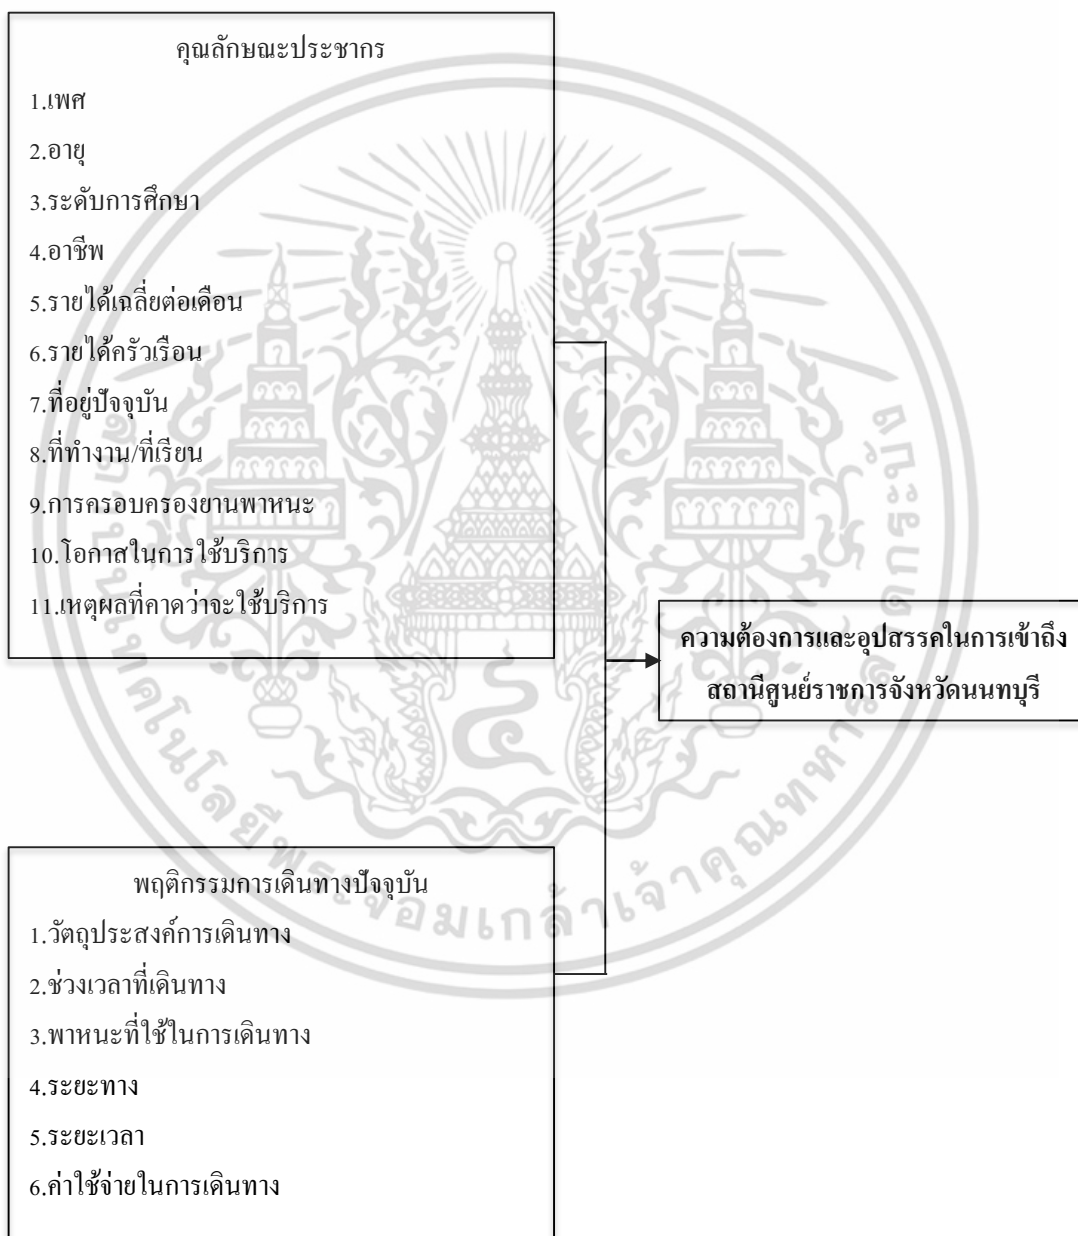 คุณลักษณะประชากร
1.เพศ
2.อายุ
3.ระดับการศึกษา
4.อาชีพ
5.รายได้เฉลี่ยต่อเดือน
6.รายได้ครัวเรือน
7.ที่อยู่ปัจจุบัน
8.ที่ทำงาน/ที่เรียน
9.การครอบครองยานพาหนะ
10.โอกาสในการใช้บริการ
11.เหตุผลที่คาดว่าจะใช้บริการ
ความต้องการและอุปสรรคในการเข้าถึง
สถานีศูนย์ราชการจังหวัดนนทบุรี
พฤติกรรมการเดินทางปัจจุบัน
1.วัตถุประสงค์การเดินทาง
2.ช่วงเวลาที่เดินทาง
3.พาหนะที่ใช้ในการเดินทาง
4.ระยะทาง
5.ระยะเวลา
6.ค่าใช้จ่ายในการเดินทาง